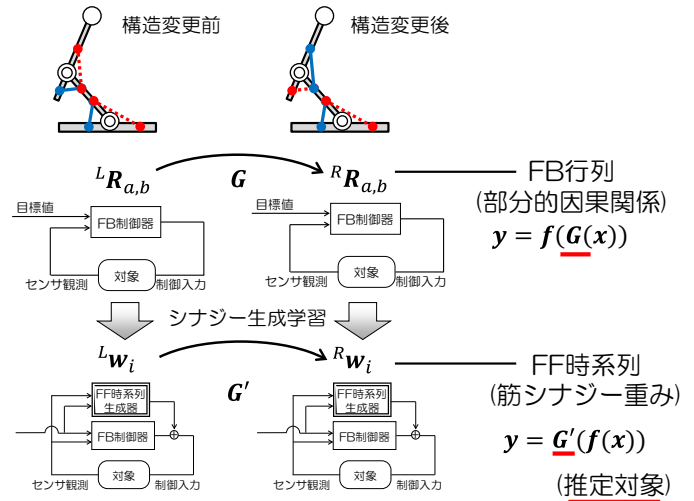 構造変更前
構造変更後
ᴸR_{a,b}
G
ᴿR_{a,b}
FB行列
(部分的因果関係)
y = f(G(x))
目標値
FB制御器
対象
センサ観測
制御入力
目標値
FB制御器
対象
センサ観測
制御入力
シナジー生成学習
ᴸw_i
G′
ᴿw_i
FF時系列
(筋シナジー重み)
y = G′(f(x))
(推定対象)
FF時系列
生成器
FB制御器
対象
センサ観測
制御入力
FF時系列
生成器
FB制御器
対象
センサ観測
制御入力